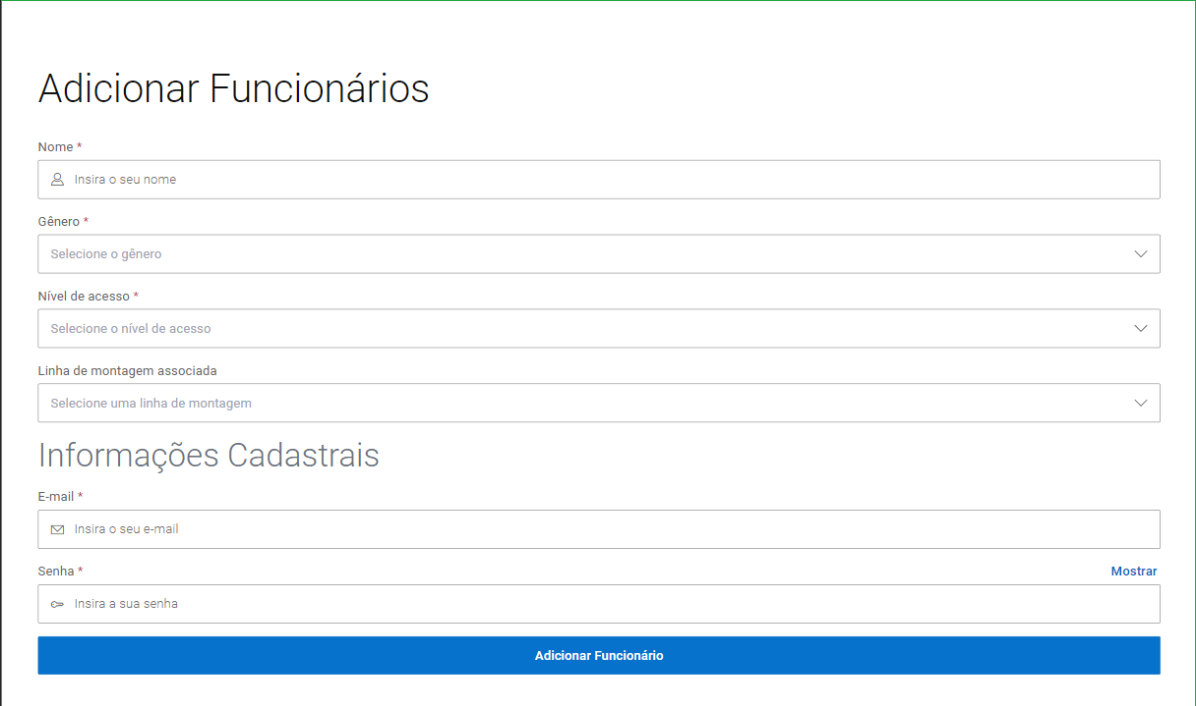 Adicionar Funcionários
Nome *
Insira o seu nome
Gênero *
Selecione o gênero
Nível de acesso *
Selecione o nível de acesso
Linha de montagem associada
Selecione uma linha de montagem
Informações Cadastrais
E-mail *
Insira o seu e-mail
Senha * Mostrar
Insira a sua senha
Adicionar Funcionário